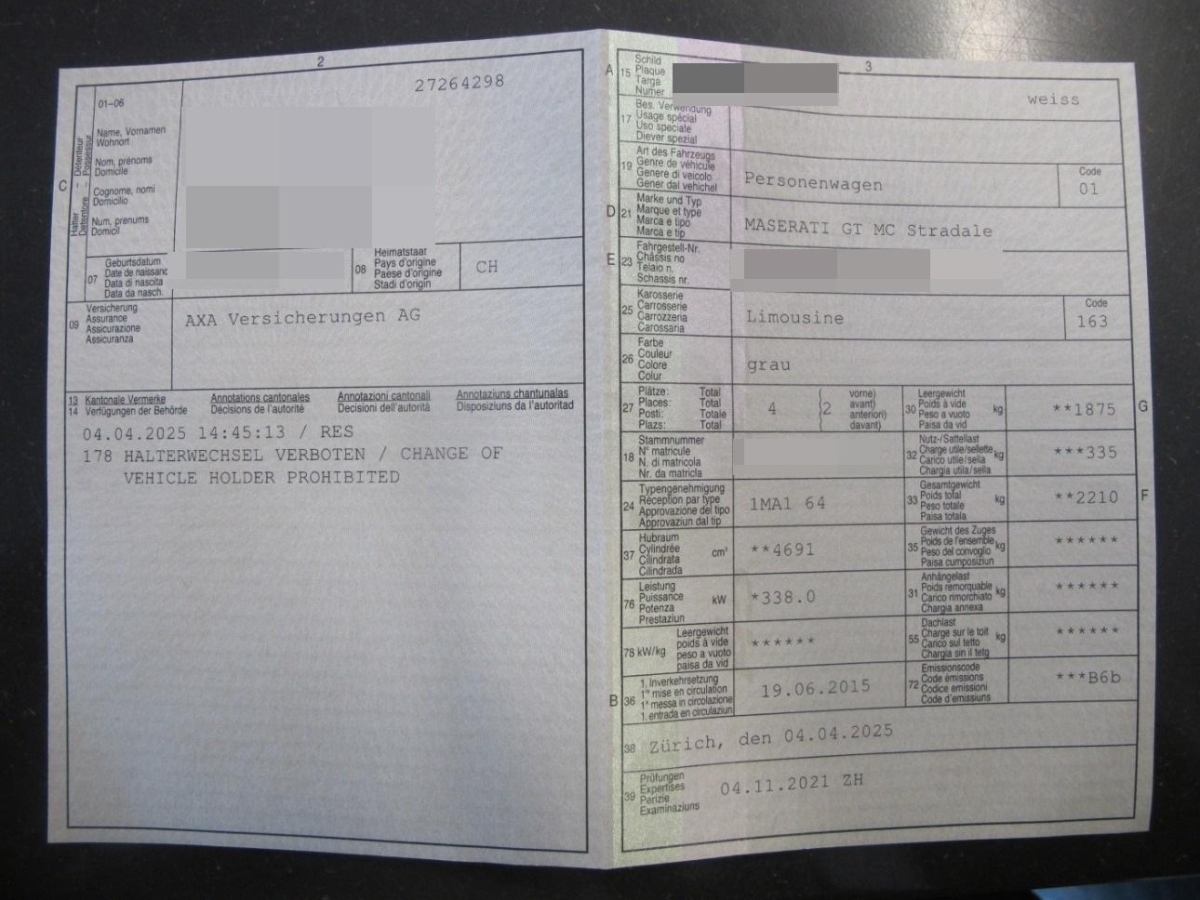 2
27264298
01-06
Name, Vornamen
Wohnort
Nom, prénoms
Domicile
Cognome, nomi
Domicilio
Num, prenums
Domicil
C
Halter - Détenteur
Detentore - Possessur
07
Geburtsdatum
Date de naissanc
Data di nascita
Data da nasch.
08
Heimatstaat
Pays d'origine
Paese d'origine
Stadi d'origin
CH
09
Versicherung
Assurance
Assicurazione
Assicuranza
AXA Versicherungen AG
13 Kantonale Vermerke Annotations cantonales Annotazioni cantonali Annotaziuns chantunalas
14 Verfügungen der Behörde Décisions de l'autorité Decisioni dell'autorità Disposiziuns da l'autoritad
04.04.2025 14:45:13 / RES
178 HALTERWECHSEL VERBOTEN / CHANGE OF
VEHICLE HOLDER PROHIBITED
3
A 15
Schild
Plaque
Targa
Numer
weiss
17
Bes. Verwendung
Usage spécial
Uso speciale
Diever spezial
19
Art des Fahrzeugs
Genre de véhicule
Genere di veicolo
Gener dal vehichel
Personenwagen
Code
01
D 21
Marke und Typ
Marque et type
Marca e tipo
Marca e tip
MASERATI GT MC Stradale
E 23
Fahrgestell-Nr.
Châssis no
Telaio n.
Schassis nr.
25
Karosserie
Carrosserie
Carrozzeria
Carossaria
Limousine
Code
163
26
Farbe
Couleur
Colore
Colur
grau
27
Plätze: Total
Places: Total
Posti: Totale
Plazs: Total
4
2
vorne)
avant)
anteriori)
davant)
30
Leergewicht
Poids à vide
Peso a vuoto
Paisa da vid
kg
**1875
G
18
Stammnummer
N° matricule
N. di matricola
Nr. da matricla
32
Nutz-/Sattellast
Charge utile/sellette
Carico utile/sella
Chargia utila/sella
kg
***335
24
Typengenehmigung
Réception par type
Approvazione del tipo
Approvaziun dal tip
1MA1 64
33
Gesamtgewicht
Poids total
Peso totale
Paisa totala
kg
**2210
F
37
Hubraum
Cylindrée
Cilindrata
Cilindrada
cm³
**4691
35
Gewicht des Zuges
Poids de l'ensemble
Peso del convoglio
Paisa cumposiziun
kg
******
76
Leistung
Puissance
Potenza
Prestaziun
kW
*338.0
31
Anhängelast
Poids remorquable
Carico rimorchiato
Chargia annexa
kg
******
78 kW/kg
Leergewicht
poids à vide
peso a vuoto
paisa da vid
******
55
Dachlast
Charge sur le toit
Carico sul tetto
Chargia sin il tetg
kg
******
B 36
1. Inverkehrsetzung
1re mise en circulation
1a messa in circolazione
1. entrada en circulaziun
19.06.2015
72
Emissionscode
Code émissions
Codice emissioni
Code d'emissiuns
***B6b
38
Zürich, den 04.04.2025
39
Prüfungen
Expertises
Perizie
Examinaziuns
04.11.2021 ZH